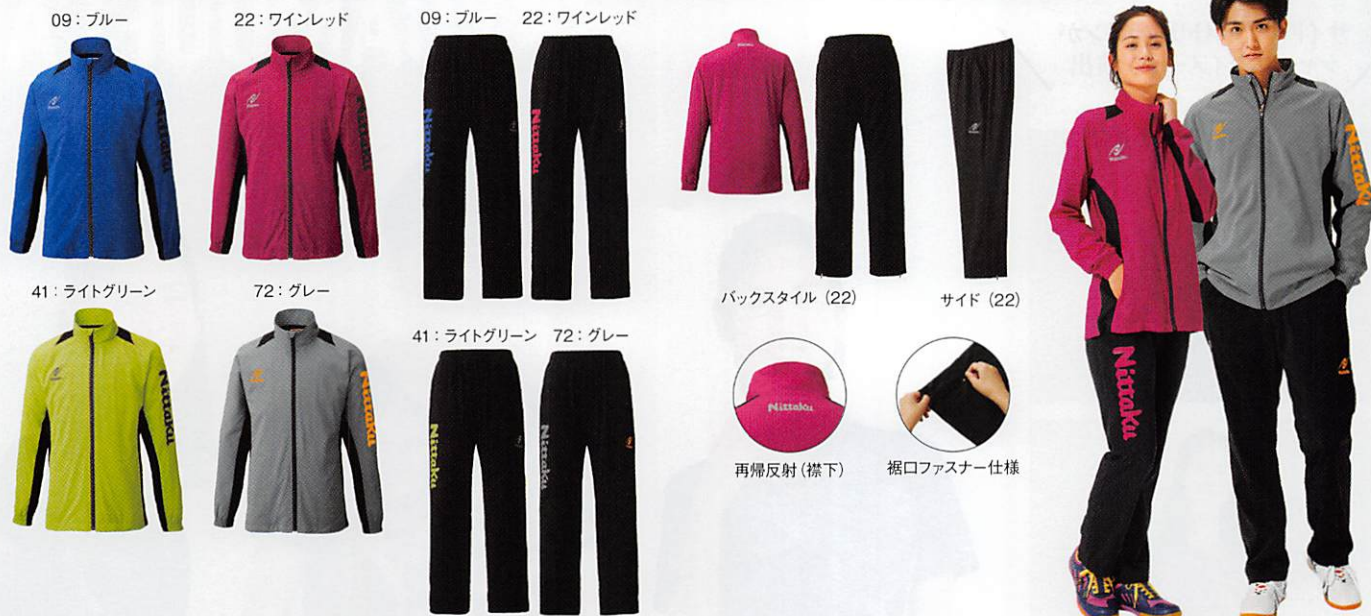 09：ブルー
22：ワインレッド
09：ブルー
22：ワインレッド
Nittaku
Nittaku
Nittaku
Nittaku
41：ライトグリーン
72：グレー
Nittaku
Nittaku
41：ライトグリーン
72：グレー
Nittaku
Nittaku
バックスタイル（22）
サイド（22）
Nittaku
再帰反射（襟下）
裾口ファスナー仕様
Nittaku
Nittaku